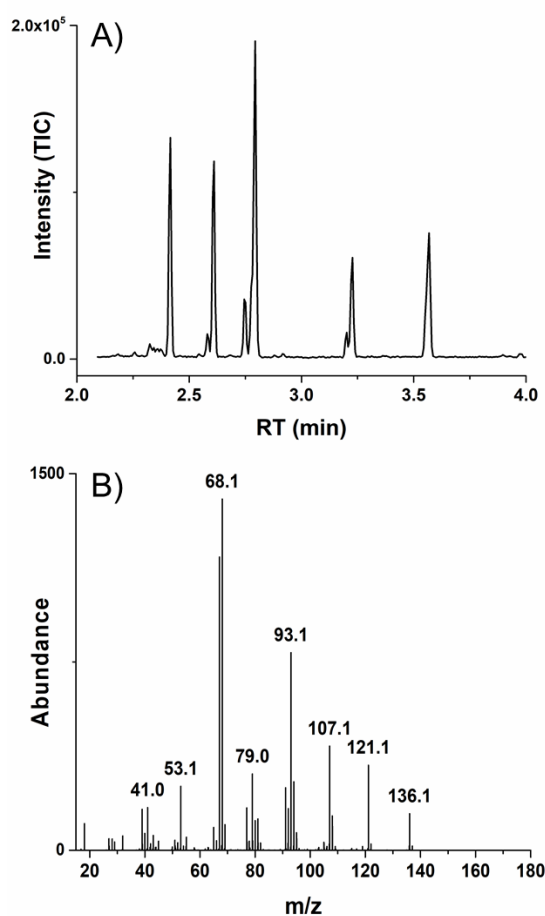 A)
2.0x10⁵
Intensity (TIC)
0.0
2.0 2.5 3.0 3.5 4.0
RT (min)
B)
1500
Abundance
0
68.1
93.1
107.1
121.1
79.0
53.1
41.0
136.1
20 40 60 80 100 120 140 160 180
m/z